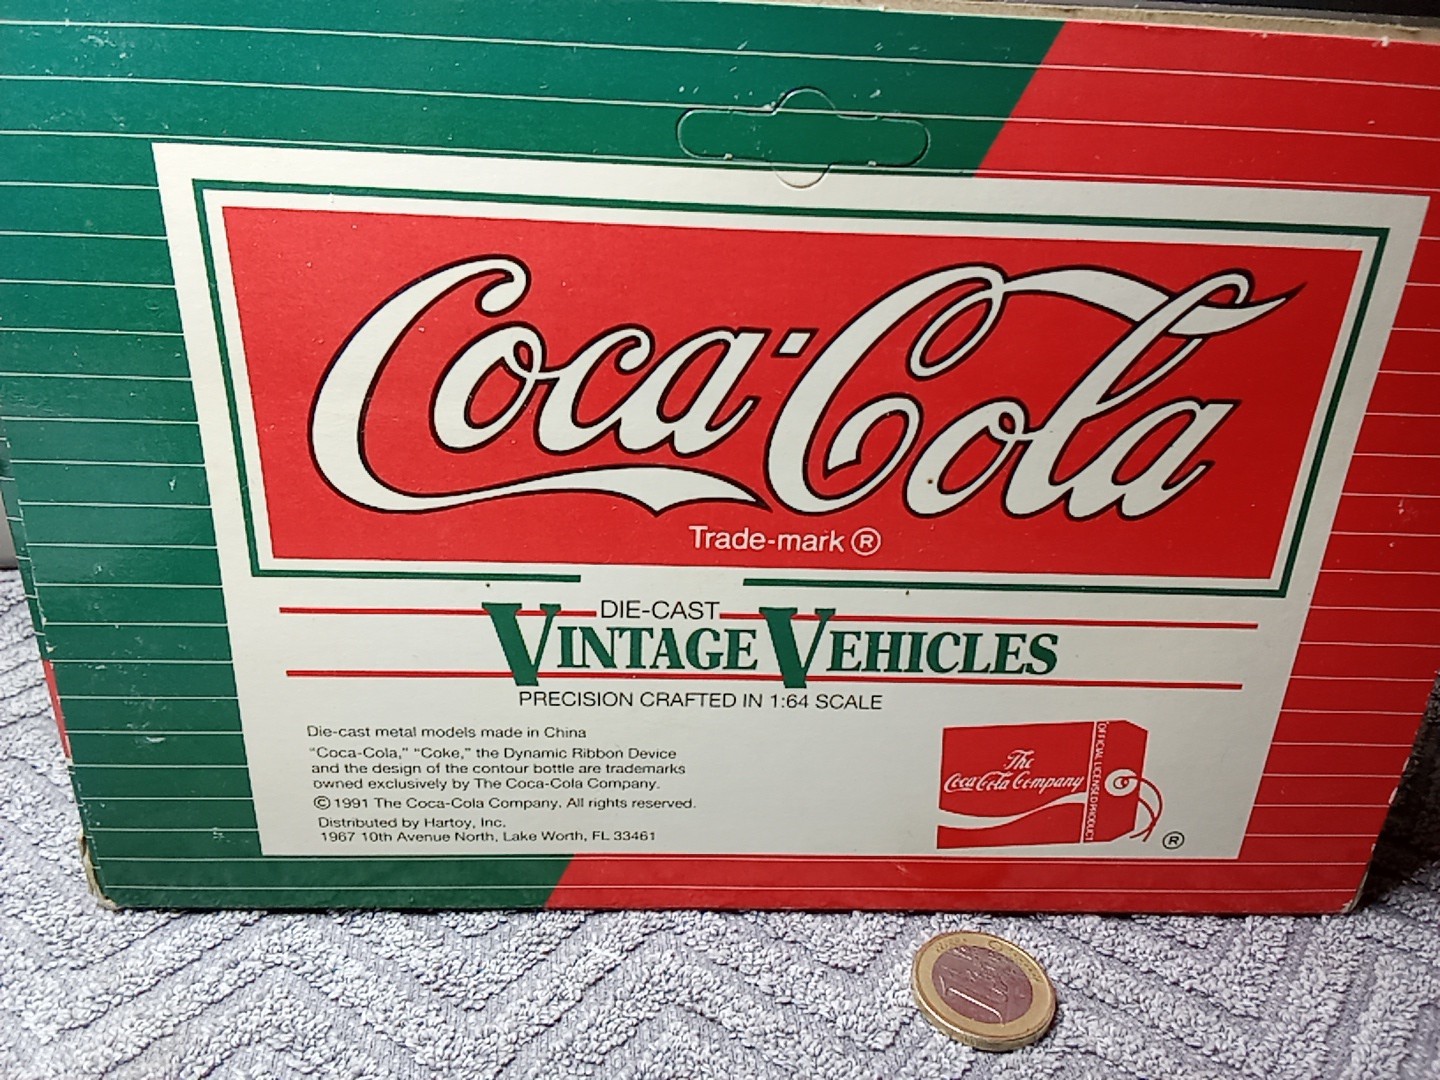 Coca-Cola
Trade-mark ®
DIE-CAST
VINTAGE VEHICLES
PRECISION CRAFTED IN 1:64 SCALE
Die-cast metal models made in China
"Coca-Cola," "Coke," the Dynamic Ribbon Device
and the design of the contour bottle are trademarks
owned exclusively by The Coca-Cola Company.
© 1991 The Coca-Cola Company. All rights reserved.
Distributed by Hartoy, Inc.
1967 10th Avenue North, Lake Worth, FL 33461
The
Coca-Cola Company
OFFICIAL LICENSED PRODUCT
®
1